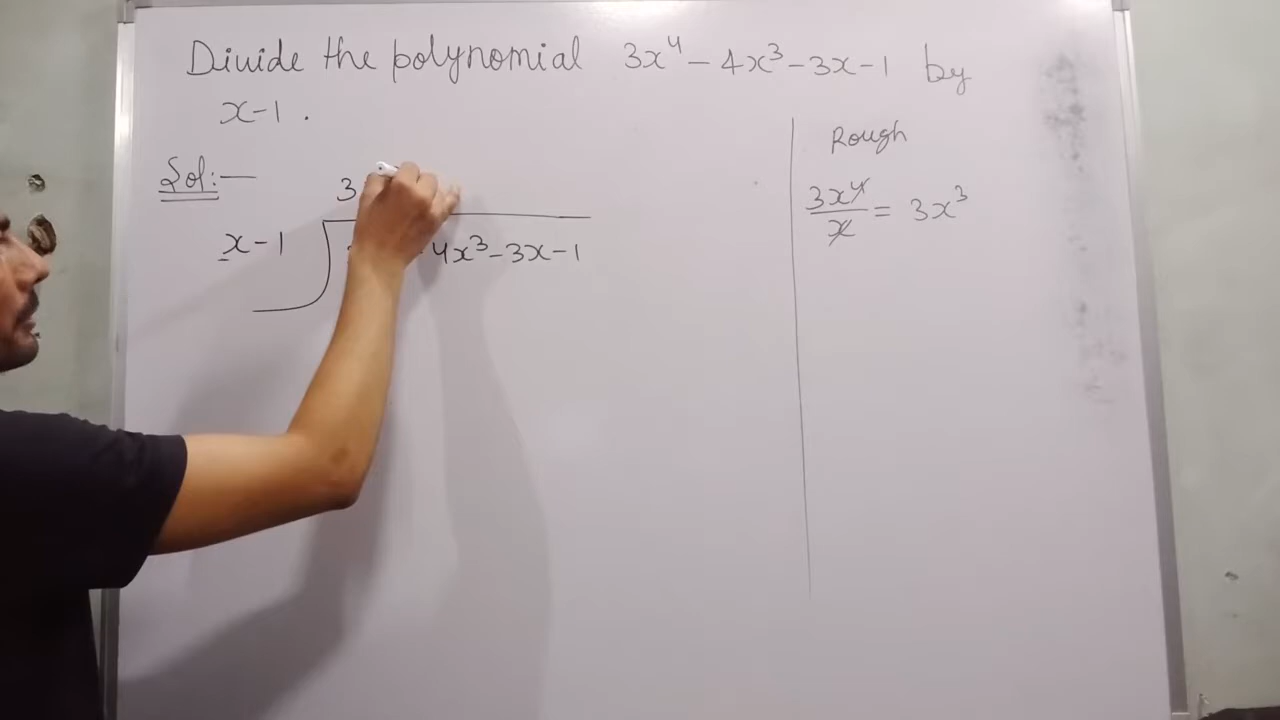 Divide the polynomial 3x⁴ - 4x³ - 3x - 1 by
x - 1 .
Sol:—
Rough
3x⁴/x = 3x³
3
x - 1
4x³ - 3x - 1